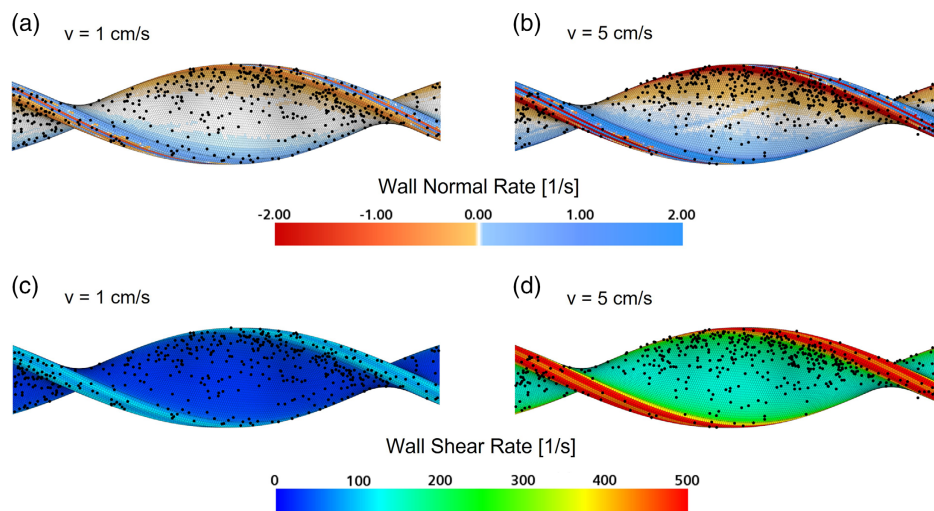 (a)
v = 1 cm/s
(b)
v = 5 cm/s
Wall Normal Rate [1/s]
-2.00 -1.00 0.00 1.00 2.00
(c)
v = 1 cm/s
(d)
v = 5 cm/s
Wall Shear Rate [1/s]
0 100 200 300 400 500